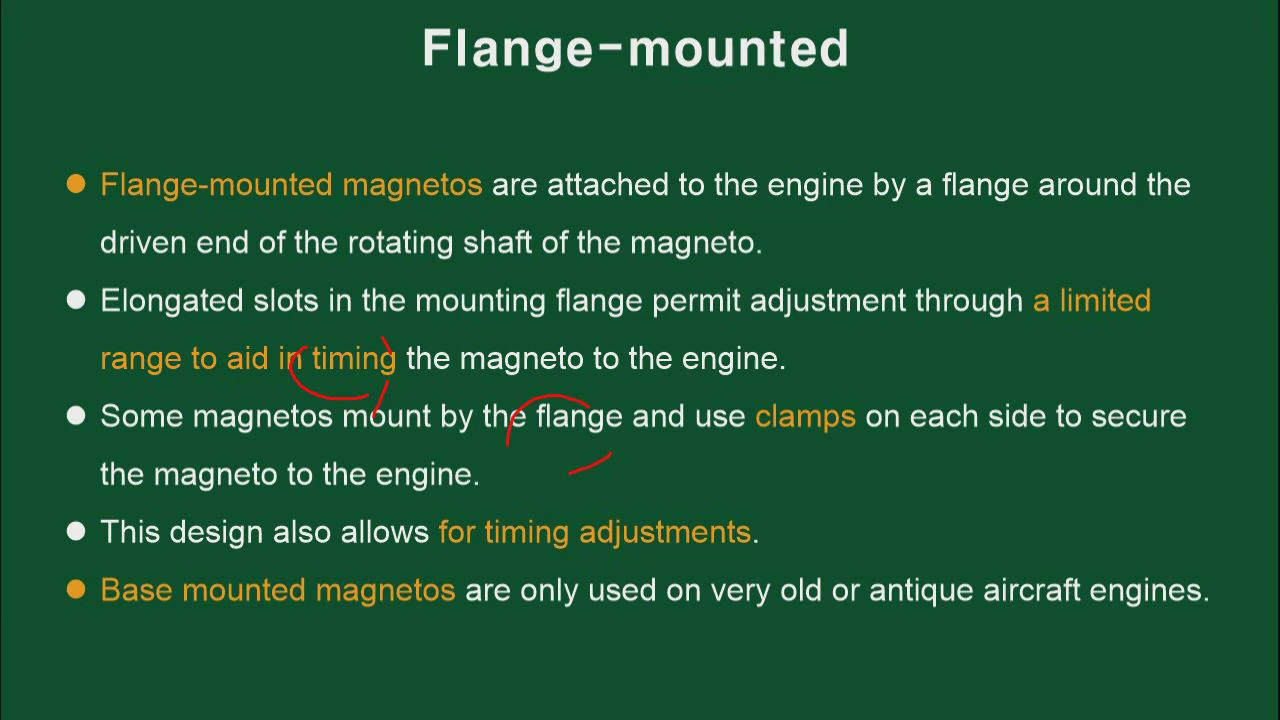 Flange-mounted
● Flange-mounted magnetos are attached to the engine by a flange around the
driven end of the rotating shaft of the magneto.
● Elongated slots in the mounting flange permit adjustment through a limited
range to aid in timing the magneto to the engine.
● Some magnetos mount by the flange and use clamps on each side to secure
the magneto to the engine.
● This design also allows for timing adjustments.
● Base mounted magnetos are only used on very old or antique aircraft engines.